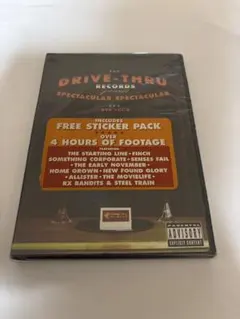 DRIVE-THRU
RECORDS
SPECTACULAR SPECTACULAR
INCLUDES
FREE STICKER PACK
OVER
4 HOURS OF FOOTAGE
FEATURING
THE STARTING LINE • FINCH
SOMETHING CORPORATE • SENSES FAIL
• THE EARLY NOVEMBER •
HOME GROWN • NEW FOUND GLORY
• ALLISTER • THE MOVIELIFE •
RX BANDITS & STEEL TRAIN
PARENTAL
ADVISORY
EXPLICIT CONTENT